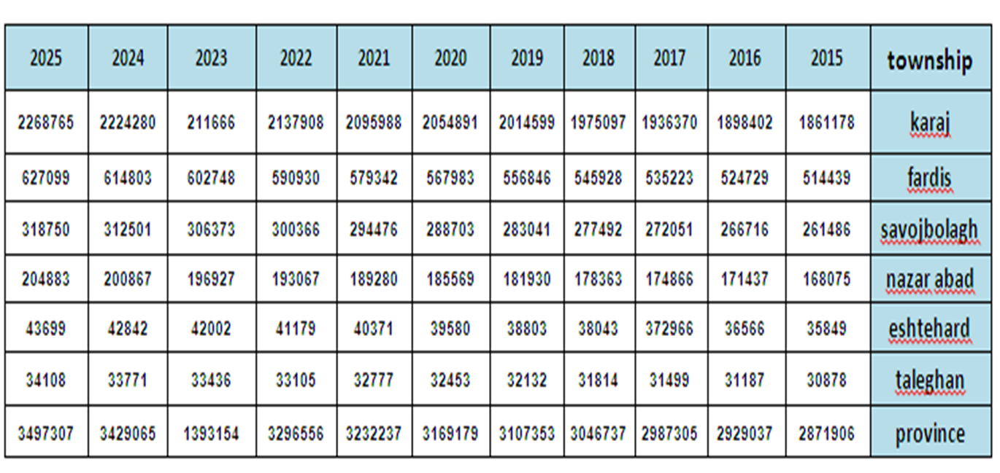 2025 2024 2023 2022 2021 2020 2019 2018 2017 2016 2015 township
2268765 2224280 211666 2137908 2095988 2054891 2014599 1975097 1936370 1898402 1861178 karaj
627099 614803 602748 590930 579342 567983 556846 545928 535223 524729 514439 fardis
318750 312501 306373 300366 294476 288703 283041 277492 272051 266716 261486 savojbolagh
204883 200867 196927 193067 189280 185569 181930 178363 174866 171437 168075 nazar abad
43699 42842 42002 41179 40371 39580 38803 38043 372966 36566 35849 eshtehard
34108 33771 33436 33105 32777 32453 32132 31814 31499 31187 30878 taleghan
3497307 3429065 1393154 3296556 3232237 3169179 3107353 3046737 2987305 2929037 2871906 province